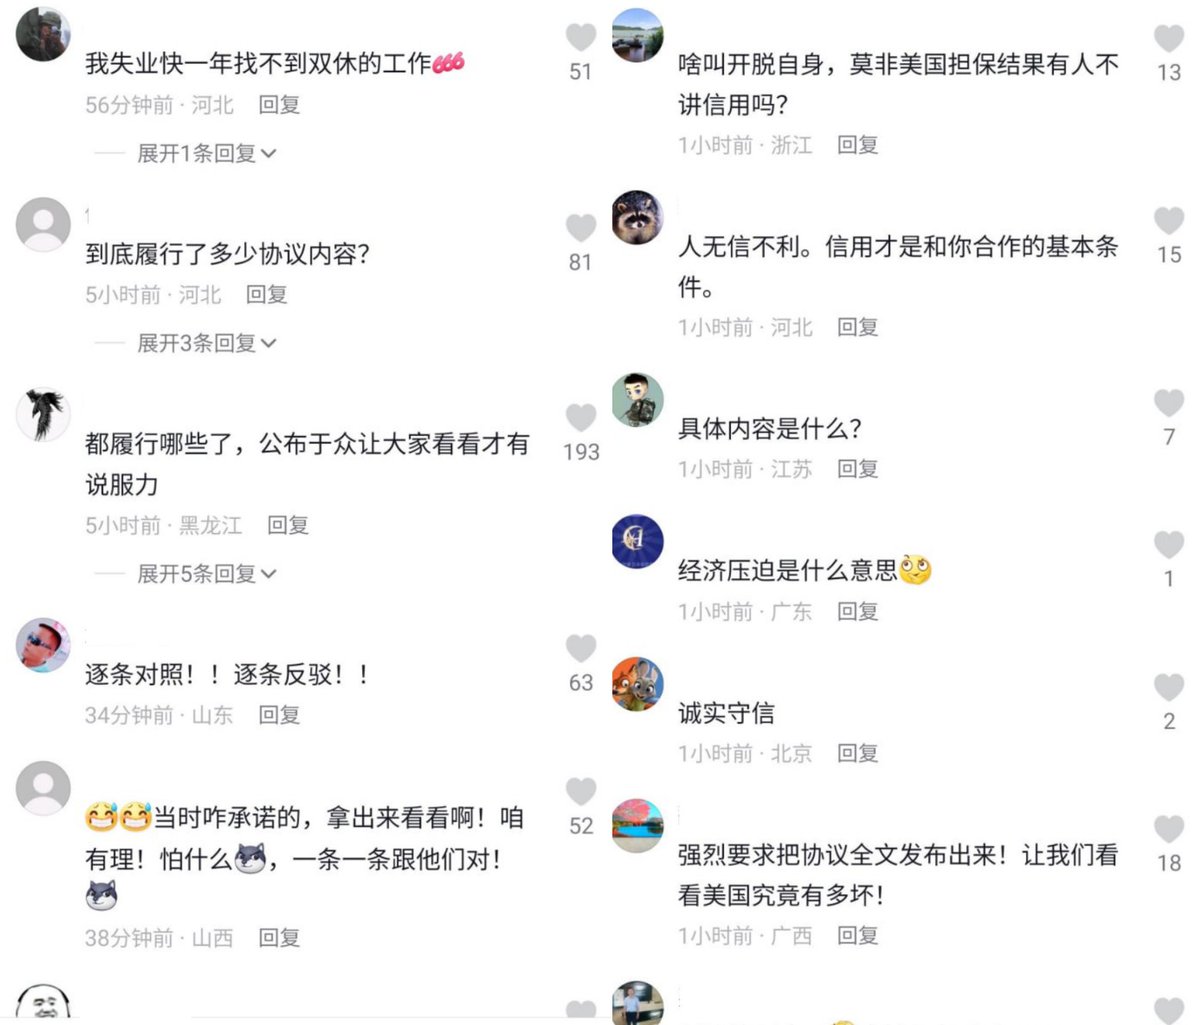 我失业快一年找不到双休的工作
51
56分钟前 · 河北 回复
展开1条回复
到底履行了多少协议内容？
81
5小时前 · 河北 回复
展开3条回复
都履行哪些了，公布于众让大家看看才有
说服力
193
5小时前 · 黑龙江 回复
展开5条回复
逐条对照！！逐条反驳！！
63
34分钟前 · 山东 回复
当时咋承诺的，拿出来看看啊！咱
有理！怕什么，一条一条跟他们对！
52
38分钟前 · 山西 回复
啥叫开脱自身，莫非美国担保结果有人不
讲信用吗？
13
1小时前 · 浙江 回复
人无信不利。信用才是和你合作的基本条
件。
15
1小时前 · 河北 回复
具体内容是什么？
7
1小时前 · 江苏 回复
经济压迫是什么意思
1
1小时前 · 广东 回复
诚实守信
2
1小时前 · 北京 回复
强烈要求把协议全文发布出来！让我们看
看美国究竟有多坏！
18
1小时前 · 广西 回复